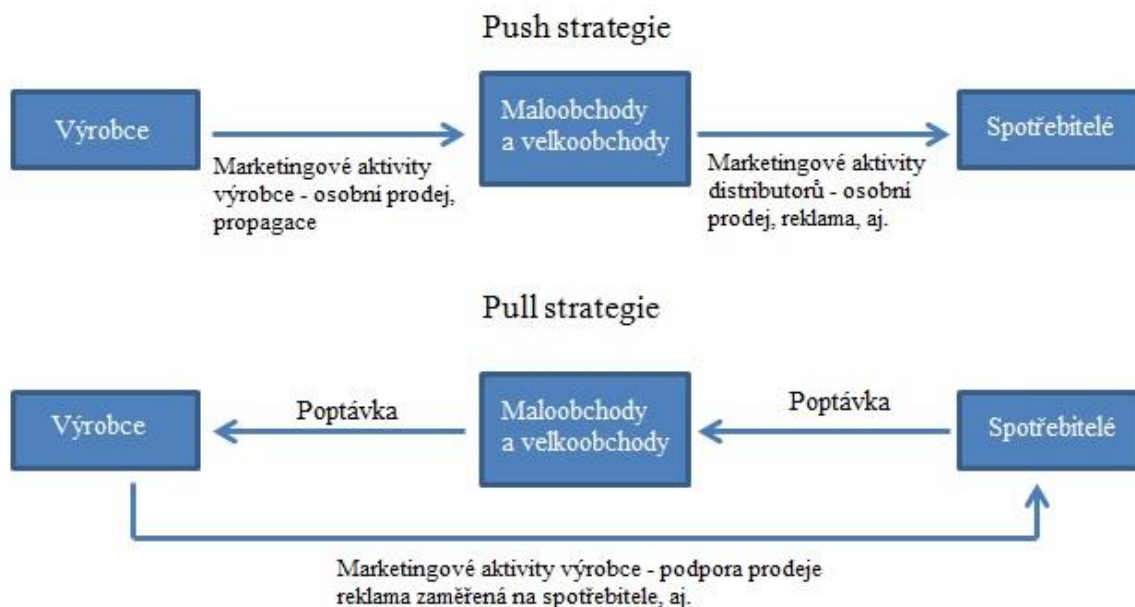 Push strategie
Výrobce
Maloobchody
a velkoobchody
Spotřebitelé
Marketingové aktivity
výrobce - osobní prodej,
propagace
Marketingové aktivity
distributorů - osobní
prodej, reklama, aj.
Pull strategie
Výrobce
Poptávka
Maloobchody
a velkoobchody
Poptávka
Spotřebitelé
Marketingové aktivity výrobce - podpora prodeje
reklama zaměřená na spotřebitele, aj.